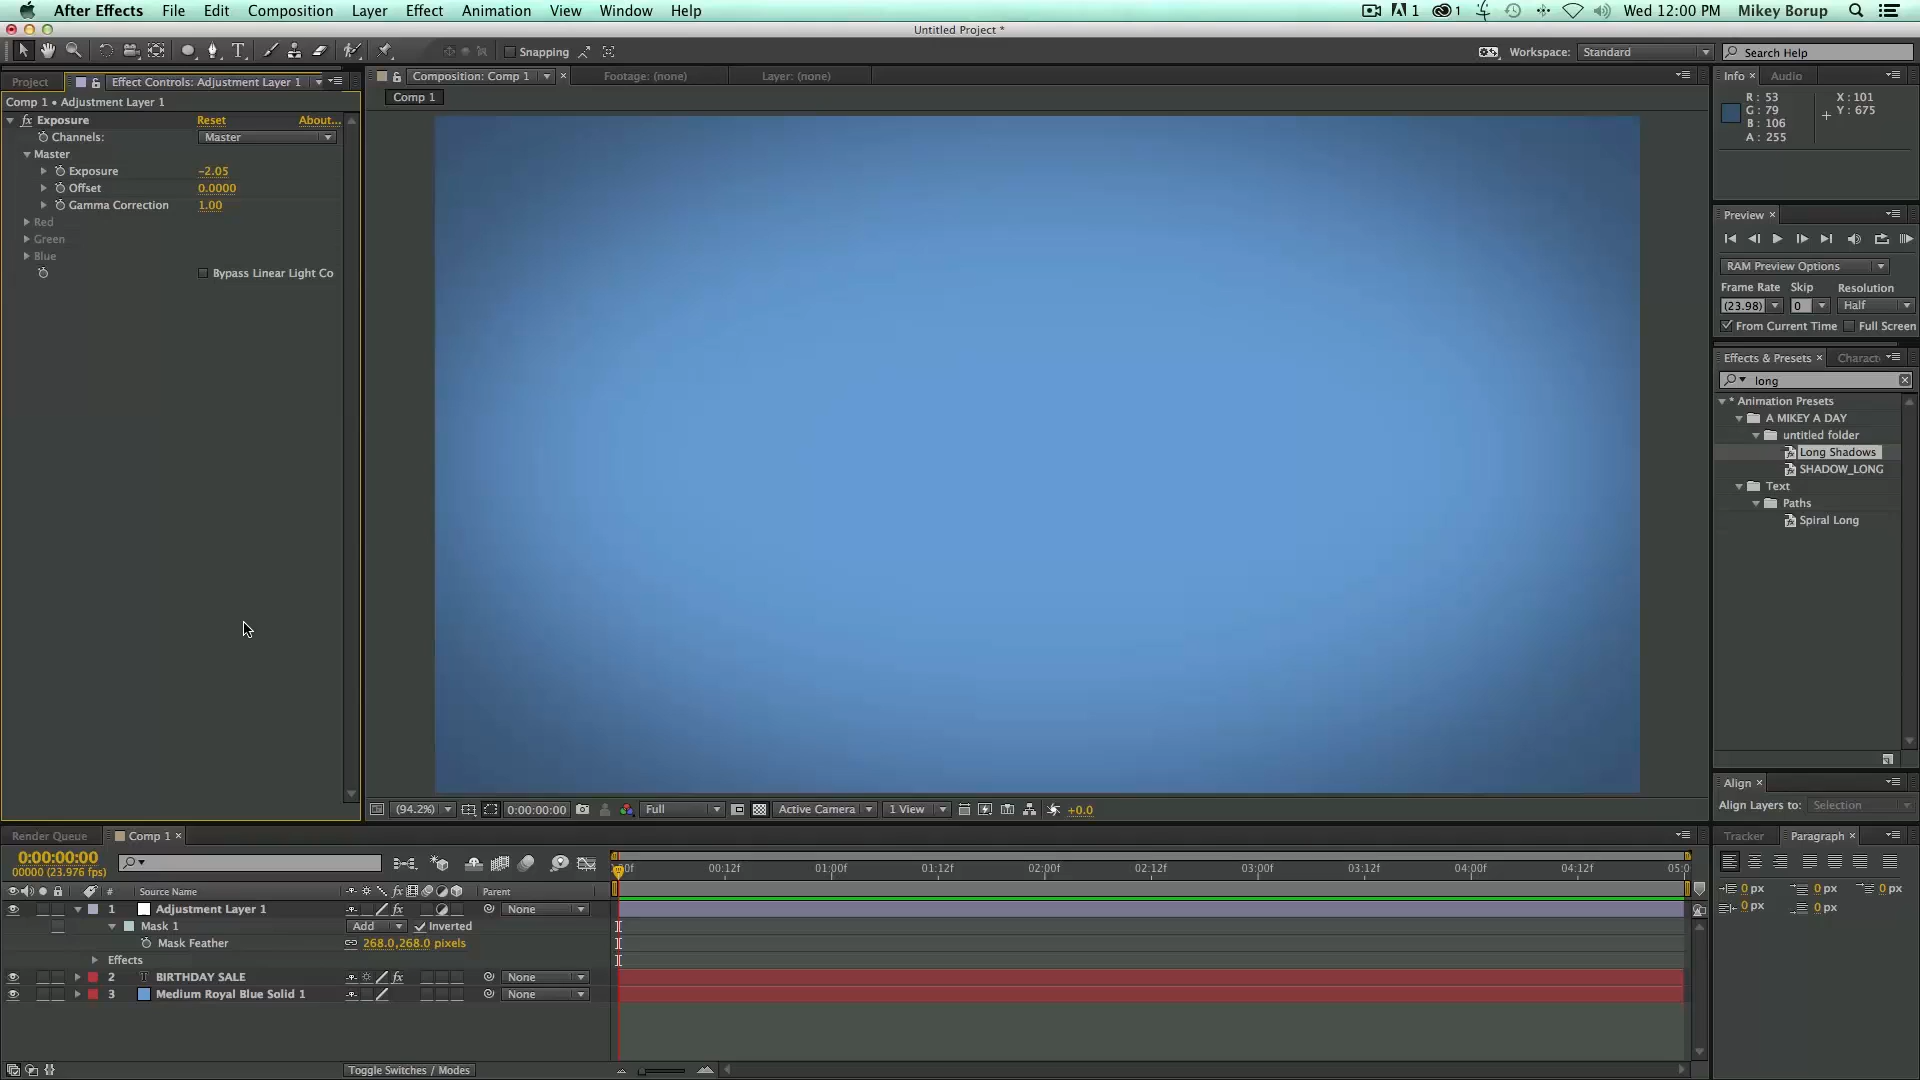 After Effects File Edit Composition Layer Effect Animation View Window Help 1 1 Wed 12:00 PM Mikey Borup
Untitled Project *
T Snapping Workspace: Standard Search Help
Project Effect Controls: Adjustment Layer 1 Composition: Comp 1 × Footage: (none) Layer: (none) Info × Audio
Comp 1 • Adjustment Layer 1 Comp 1 R: 53 X: 101
G: 79 Y: 675
B: 106
A: 255
fx Exposure Reset About...
Channels: Master
Master
Exposure -2.05
Offset 0.0000
Gamma Correction 1.00
Red
Green
Blue
Bypass Linear Light Co
Preview ×
RAM Preview Options
Frame Rate Skip Resolution
(23.98) 0 Half
From Current Time Full Screen
Effects & Presets × Charact
long
* Animation Presets
A MIKEY A DAY
untitled folder
Long Shadows
SHADOW_LONG
Text
Paths
Spiral Long
Align ×
Align Layers to: Selection
(94.2%) 0:00:00:00 Full Active Camera 1 View +0.0
Render Queue Comp 1 × Tracker Paragraph ×
0:00:00:00
00000 (23.976 fps)
00f 00:12f 01:00f 01:12f 02:00f 02:12f 03:00f 03:12f 04:00f 04:12f 05:0
# Source Name fx Parent
1 Adjustment Layer 1 fx None
Mask 1 Add Inverted
Mask Feather 268.0,268.0 pixels
Effects
2 T BIRTHDAY SALE fx None
3 Medium Royal Blue Solid 1 None
0 px 0 px 0 px
0 px 0 px
Toggle Switches / Modes